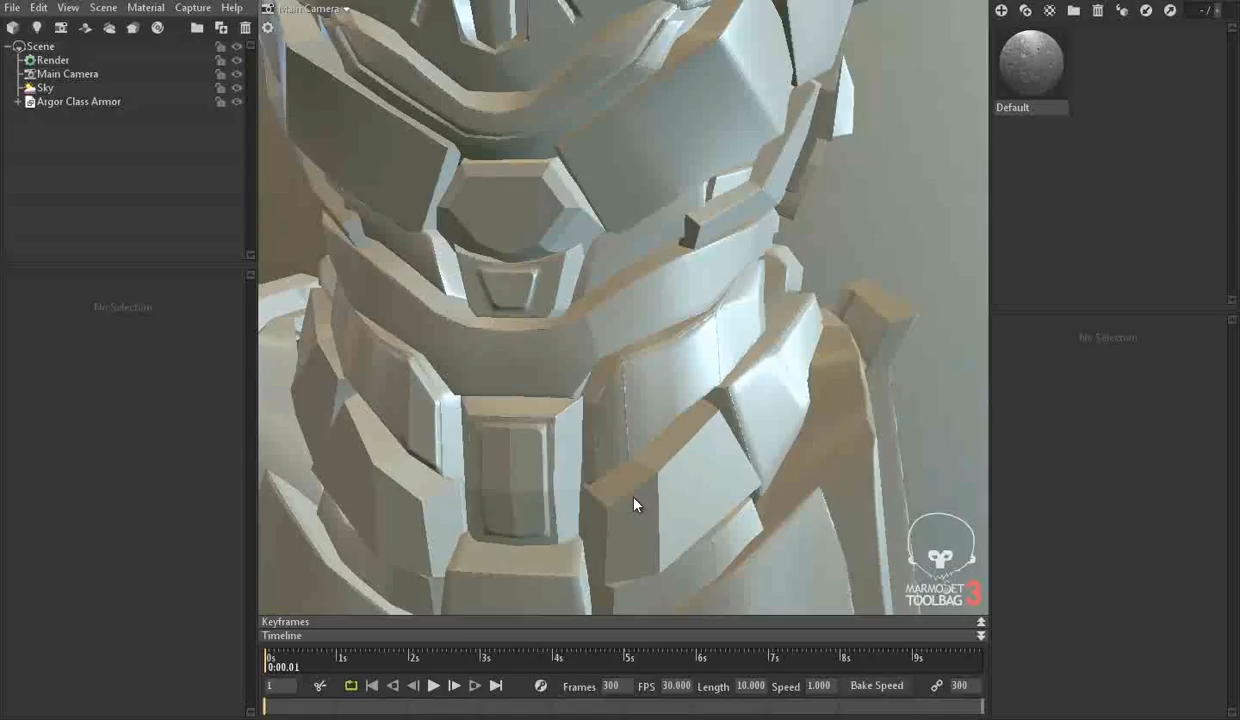 File Edit View Scene Material Capture Help
Main Camera
- /
Scene
Render
Main Camera
Sky
Argor Class Armor
Default
No Selection
No Selection
MARMOSET
TOOLBAG 3
Keyframes
Timeline
0s 1s 2s 3s 4s 5s 6s 7s 8s 9s
0:00.01
1 Frames 300 FPS 30.000 Length 10.000 Speed 1.000 Bake Speed 300